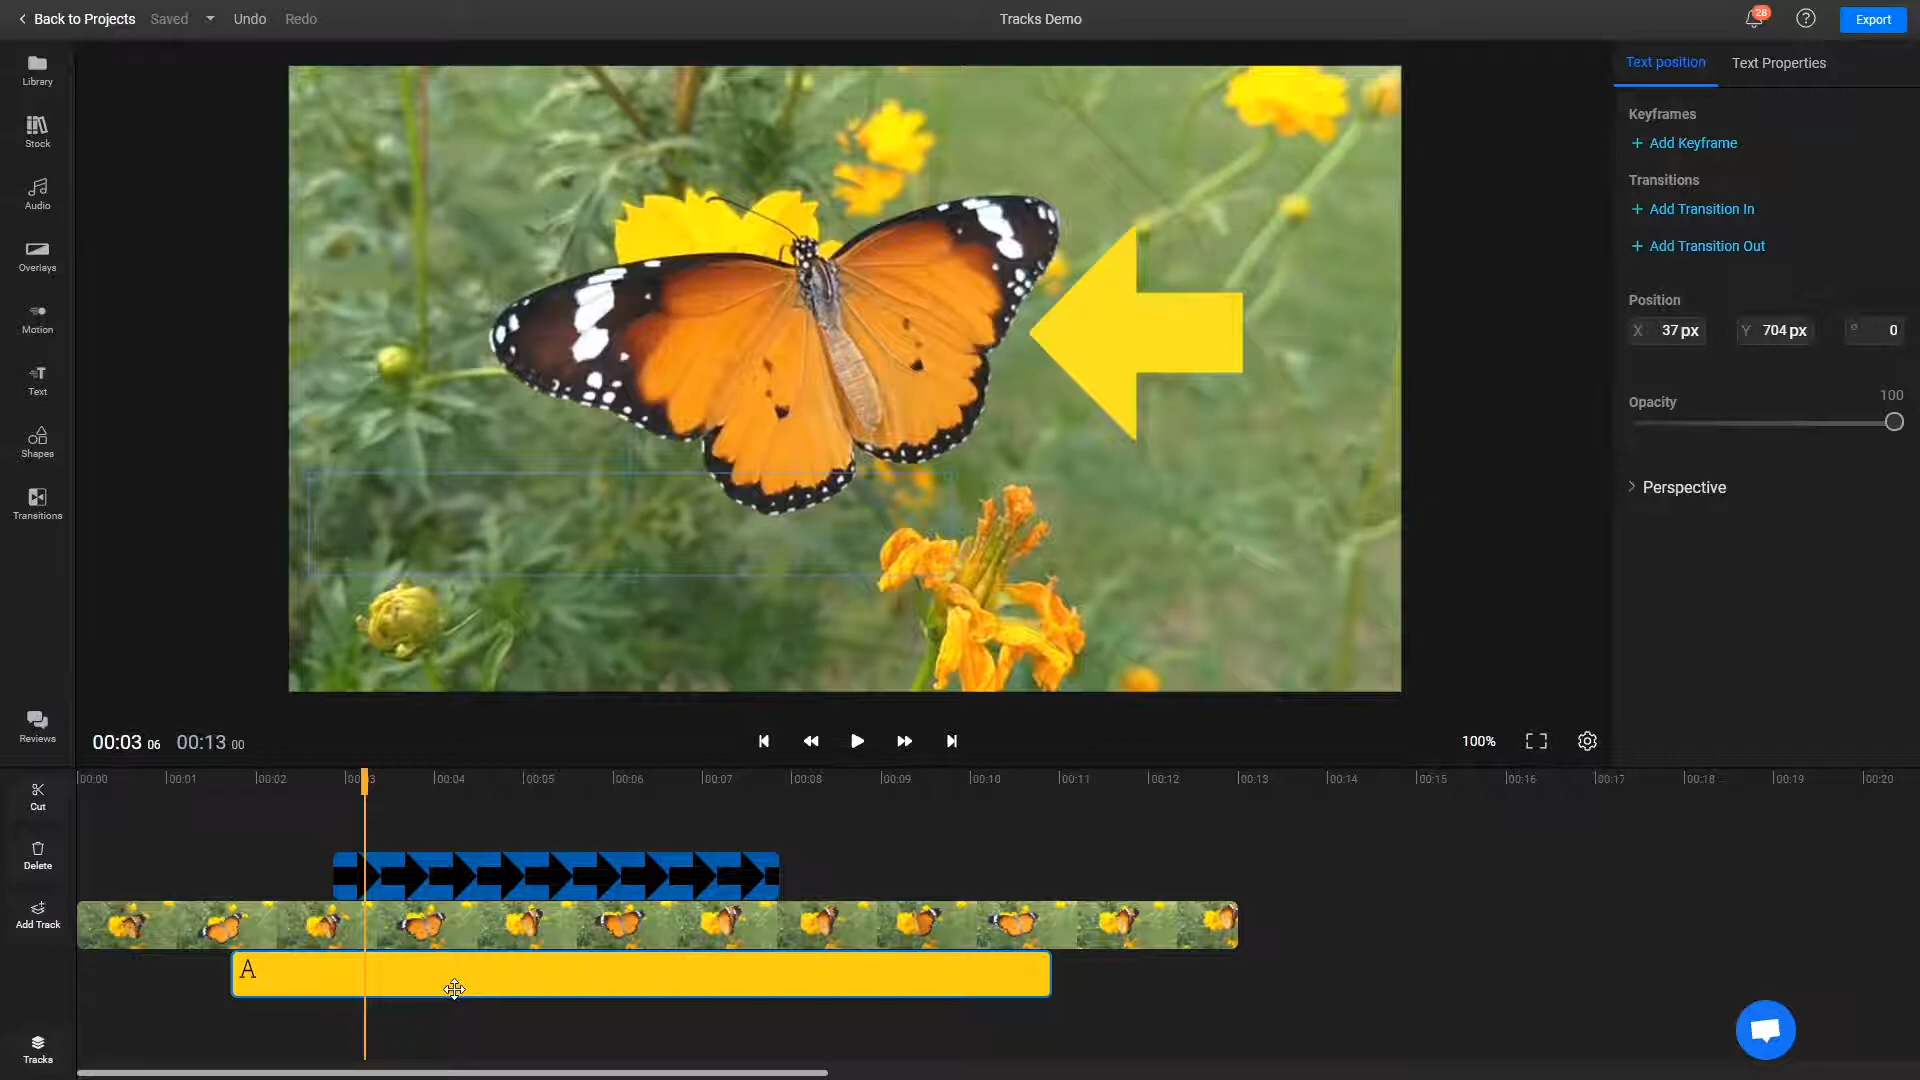 Back to Projects Saved Undo Redo Tracks Demo 28 ? Export
Library
Stock
Audio
Overlays
Motion
T Text
Shapes
Transitions
Reviews
Text position Text Properties
Keyframes
+ Add Keyframe
Transitions
+ Add Transition In
+ Add Transition Out
Position
X 37 px Y 704 px ° 0
Opacity 100
Perspective
00:03 06 00:13 00 100%
00:00 00:01 00:02 00:03 00:04 00:05 00:06 00:07 00:08 00:09 00:10 00:11 00:12 00:13 00:14 00:15 00:16 00:17 00:18 00:19 00:20
Cut
Delete
Add Track
A
Tracks